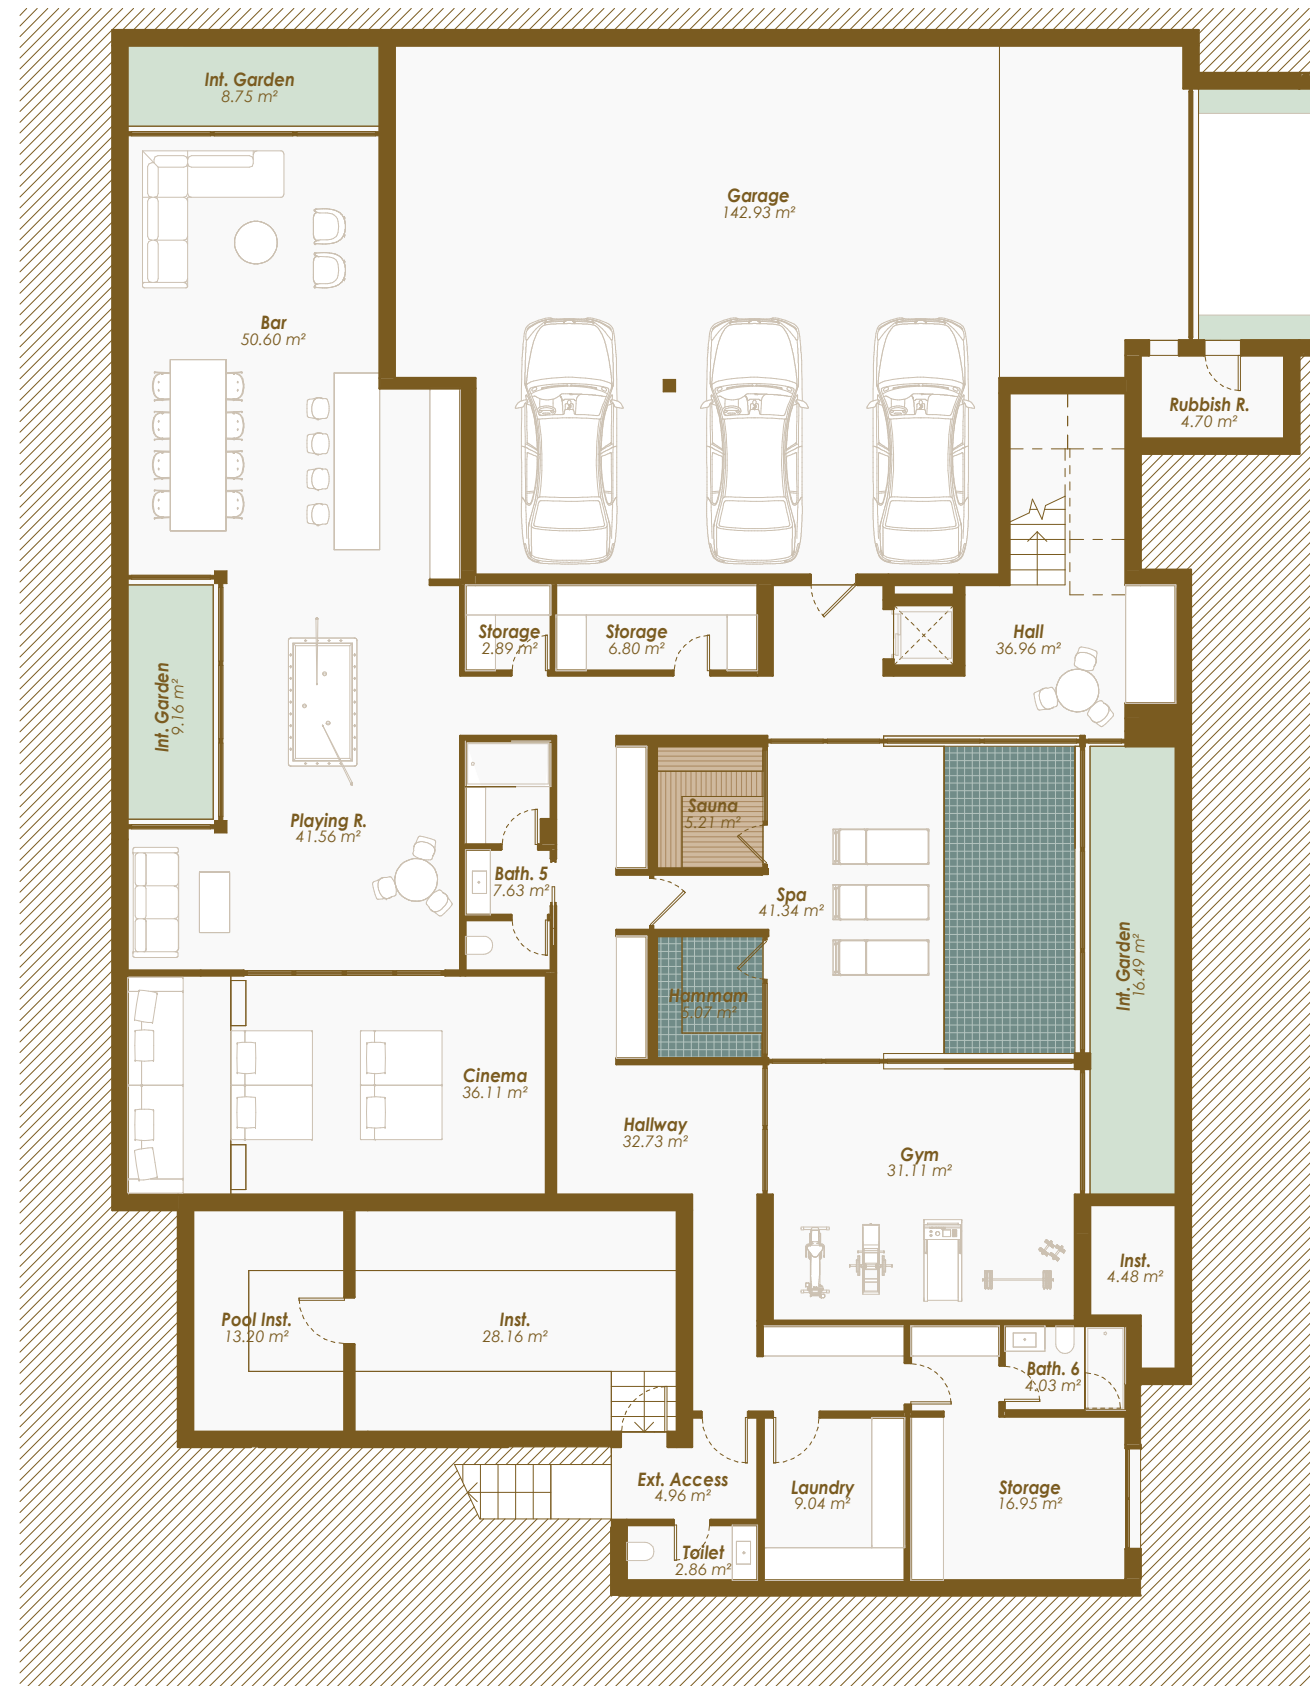 Int. Garden
8.75 m²
Garage
142.93 m²
Bar
50.60 m²
Rubbish R.
4.70 m²
Storage
2.89 m²
Storage
6.80 m²
Hall
36.96 m²
Int. Garden
9.16 m²
Playing R.
41.56 m²
Sauna
5.21 m²
Bath. 5
7.63 m²
Spa
41.34 m²
Int. Garden
16.49 m²
Hammam
5.07 m²
Cinema
36.11 m²
Hallway
32.73 m²
Gym
31.11 m²
Inst.
4.48 m²
Pool Inst.
13.20 m²
Inst.
28.16 m²
Bath. 6
4.03 m²
Ext. Access
4.96 m²
Laundry
9.04 m²
Storage
16.95 m²
Toilet
2.86 m²